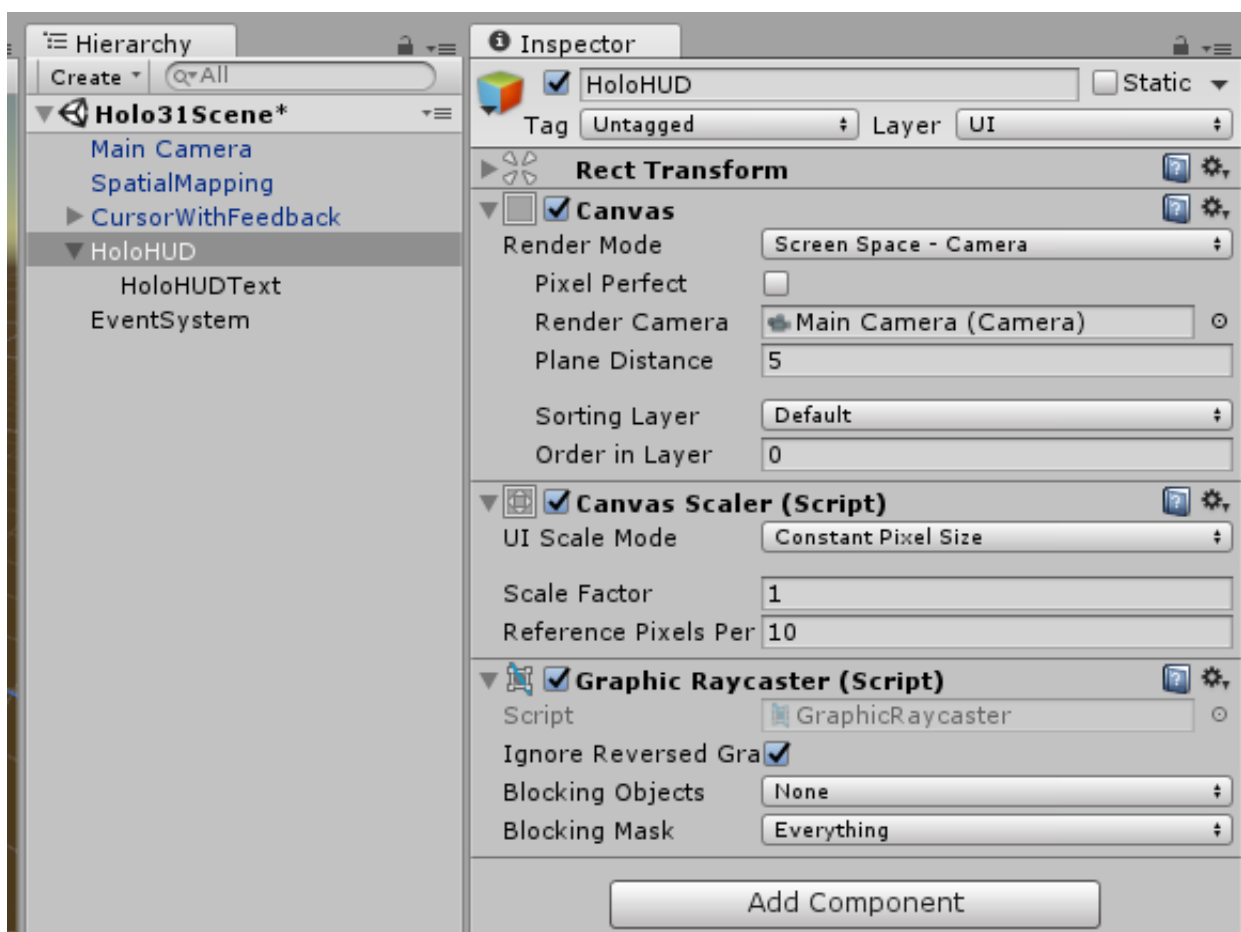 Hierarchy
Create All
Holo31Scene*
Main Camera
SpatialMapping
CursorWithFeedback
HoloHUD
HoloHUDText
EventSystem
Inspector
HoloHUD Static
Tag Untagged Layer UI
Rect Transform
Canvas
Render Mode Screen Space - Camera
Pixel Perfect
Render Camera Main Camera (Camera)
Plane Distance 5
Sorting Layer Default
Order in Layer 0
Canvas Scaler (Script)
UI Scale Mode Constant Pixel Size
Scale Factor 1
Reference Pixels Per 10
Graphic Raycaster (Script)
Script GraphicRaycaster
Ignore Reversed Gra
Blocking Objects None
Blocking Mask Everything
Add Component